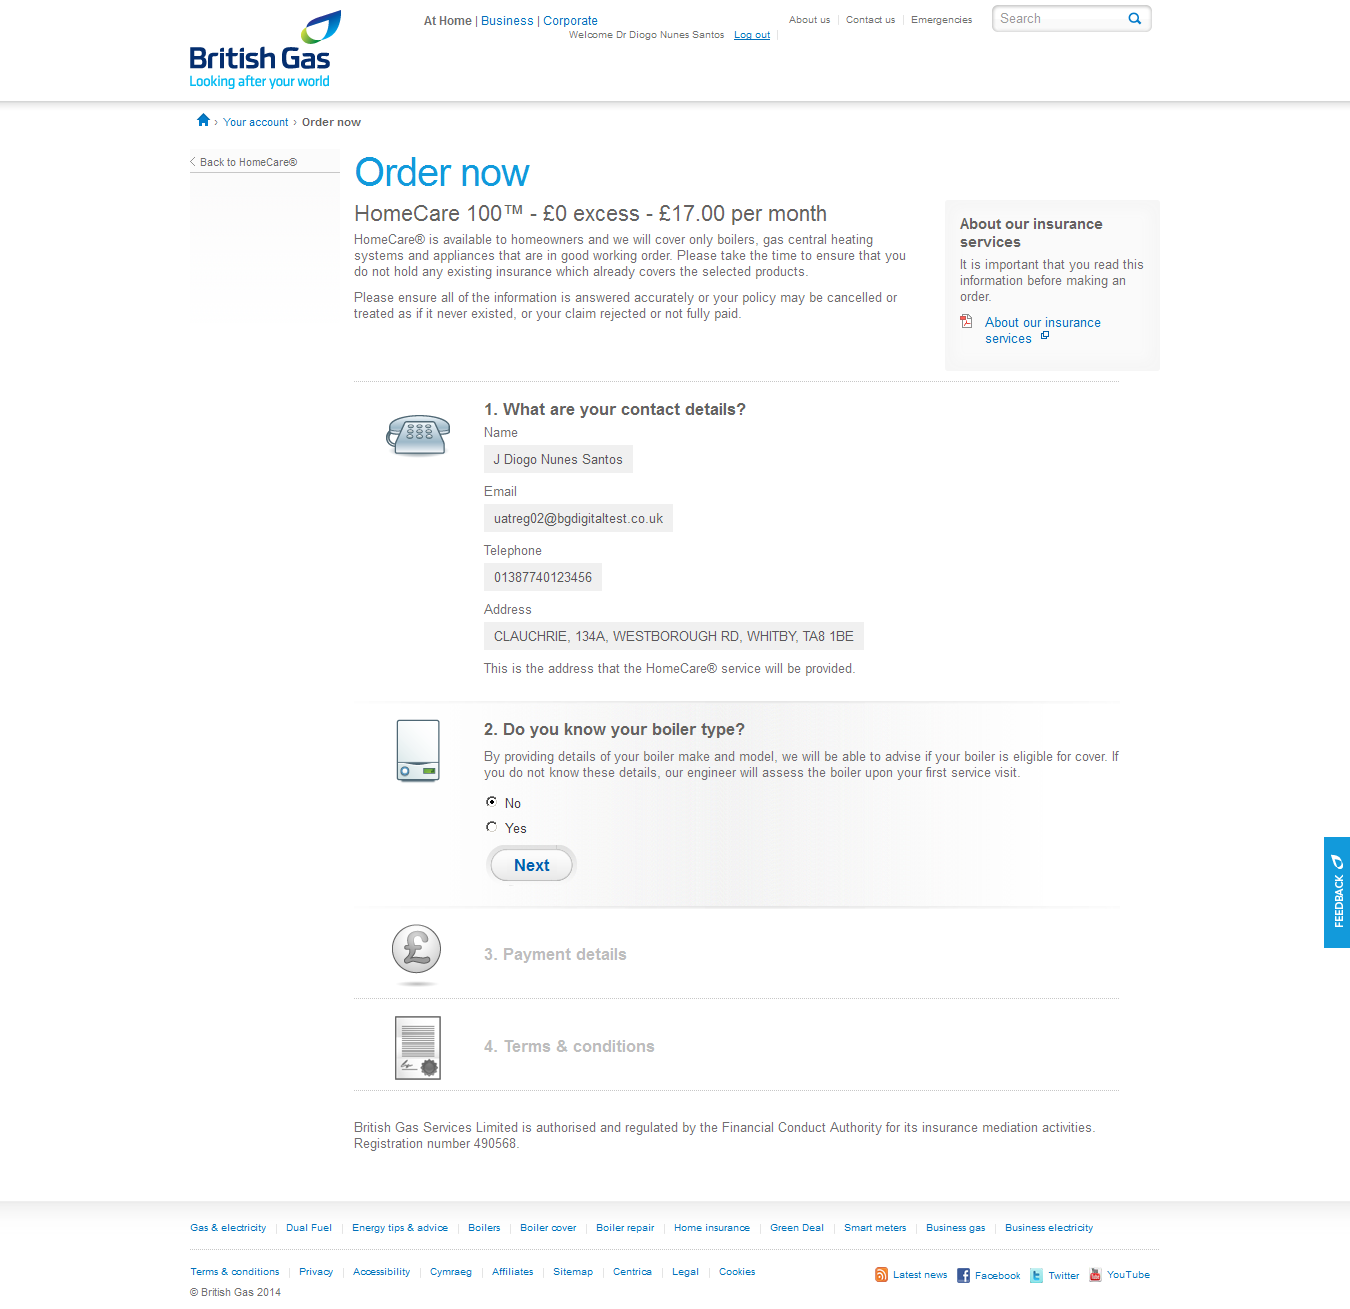 British Gas
Looking after your world
At Home | Business | Corporate
Welcome Dr Diogo Nunes Santos Log out
About us Contact us Emergencies
Search
› Your account › Order now
Back to HomeCare®
Order now
HomeCare 100™ - £0 excess - £17.00 per month
HomeCare® is available to homeowners and we will cover only boilers, gas central heating
systems and appliances that are in good working order. Please take the time to ensure that you
do not hold any existing insurance which already covers the selected products.
Please ensure all of the information is answered accurately or your policy may be cancelled or
treated as if it never existed, or your claim rejected or not fully paid.
About our insurance
services
It is important that you read this
information before making an
order.
About our insurance
services
1. What are your contact details?
Name
J Diogo Nunes Santos
Email
uatreg02@bgdigitaltest.co.uk
Telephone
01387740123456
Address
CLAUCHRIE, 134A, WESTBOROUGH RD, WHITBY, TA8 1BE
This is the address that the HomeCare® service will be provided.
2. Do you know your boiler type?
By providing details of your boiler make and model, we will be able to advise if your boiler is eligible for cover. If
you do not know these details, our engineer will assess the boiler upon your first service visit.
No
Yes
Next
FEEDBACK
3. Payment details
4. Terms & conditions
British Gas Services Limited is authorised and regulated by the Financial Conduct Authority for its insurance mediation activities.
Registration number 490568.
Gas & electricity Dual Fuel Energy tips & advice Boilers Boiler cover Boiler repair Home insurance Green Deal Smart meters Business gas Business electricity
Terms & conditions Privacy Accessibility Cymraeg Affiliates Sitemap Centrica Legal Cookies
Latest news Facebook Twitter YouTube
© British Gas 2014